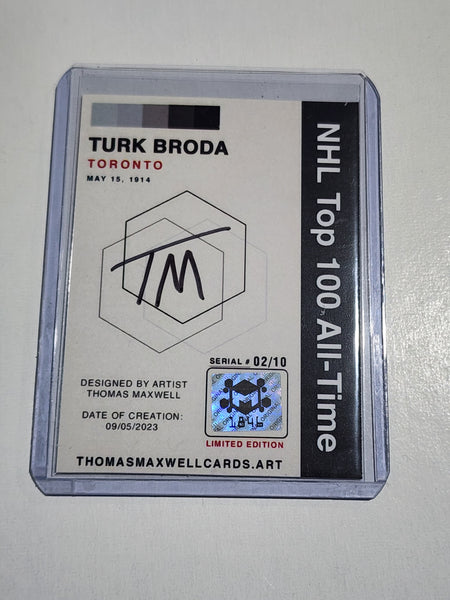 TURK BRODA
TORONTO
MAY 15, 1914
NHL Top 100 All-Time
TM
SERIAL # 02/10
1846
DESIGNED BY ARTIST
THOMAS MAXWELL
DATE OF CREATION:
09/05/2023
LIMITED EDITION
THOMASMAXWELLCARDS.ART